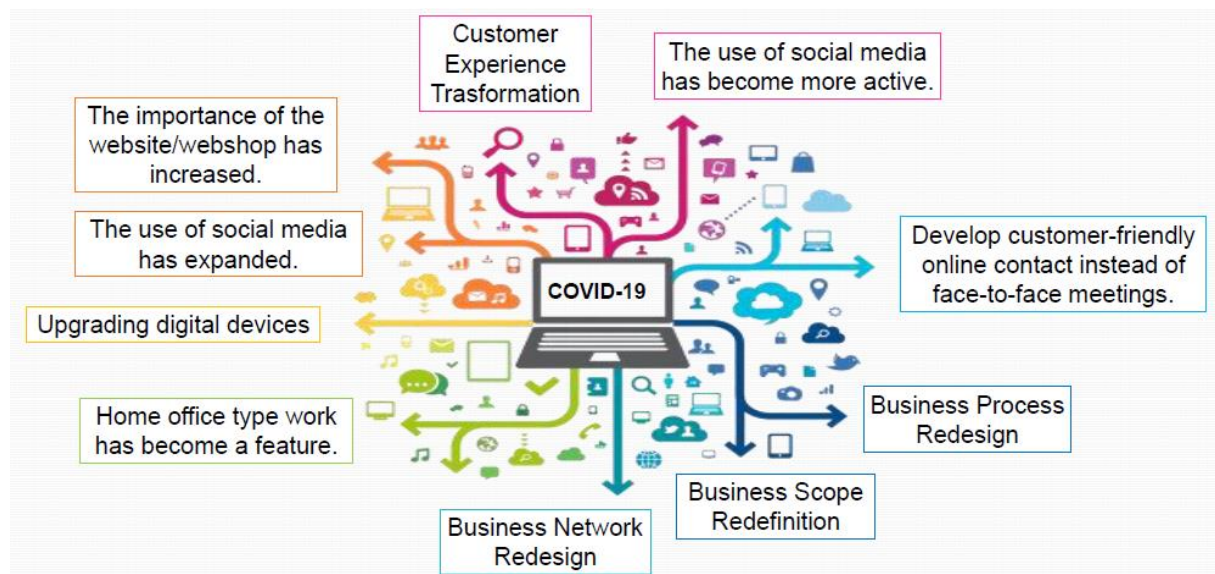 Customer
Experience
Trasformation
The use of social media
has become more active.
The importance of the
website/webshop has
increased.
The use of social media
has expanded.
Develop customer-friendly
online contact instead of
face-to-face meetings.
COVID-19
Upgrading digital devices
Home office type work
has become a feature.
Business Process
Redesign
Business Scope
Redefinition
Business Network
Redesign